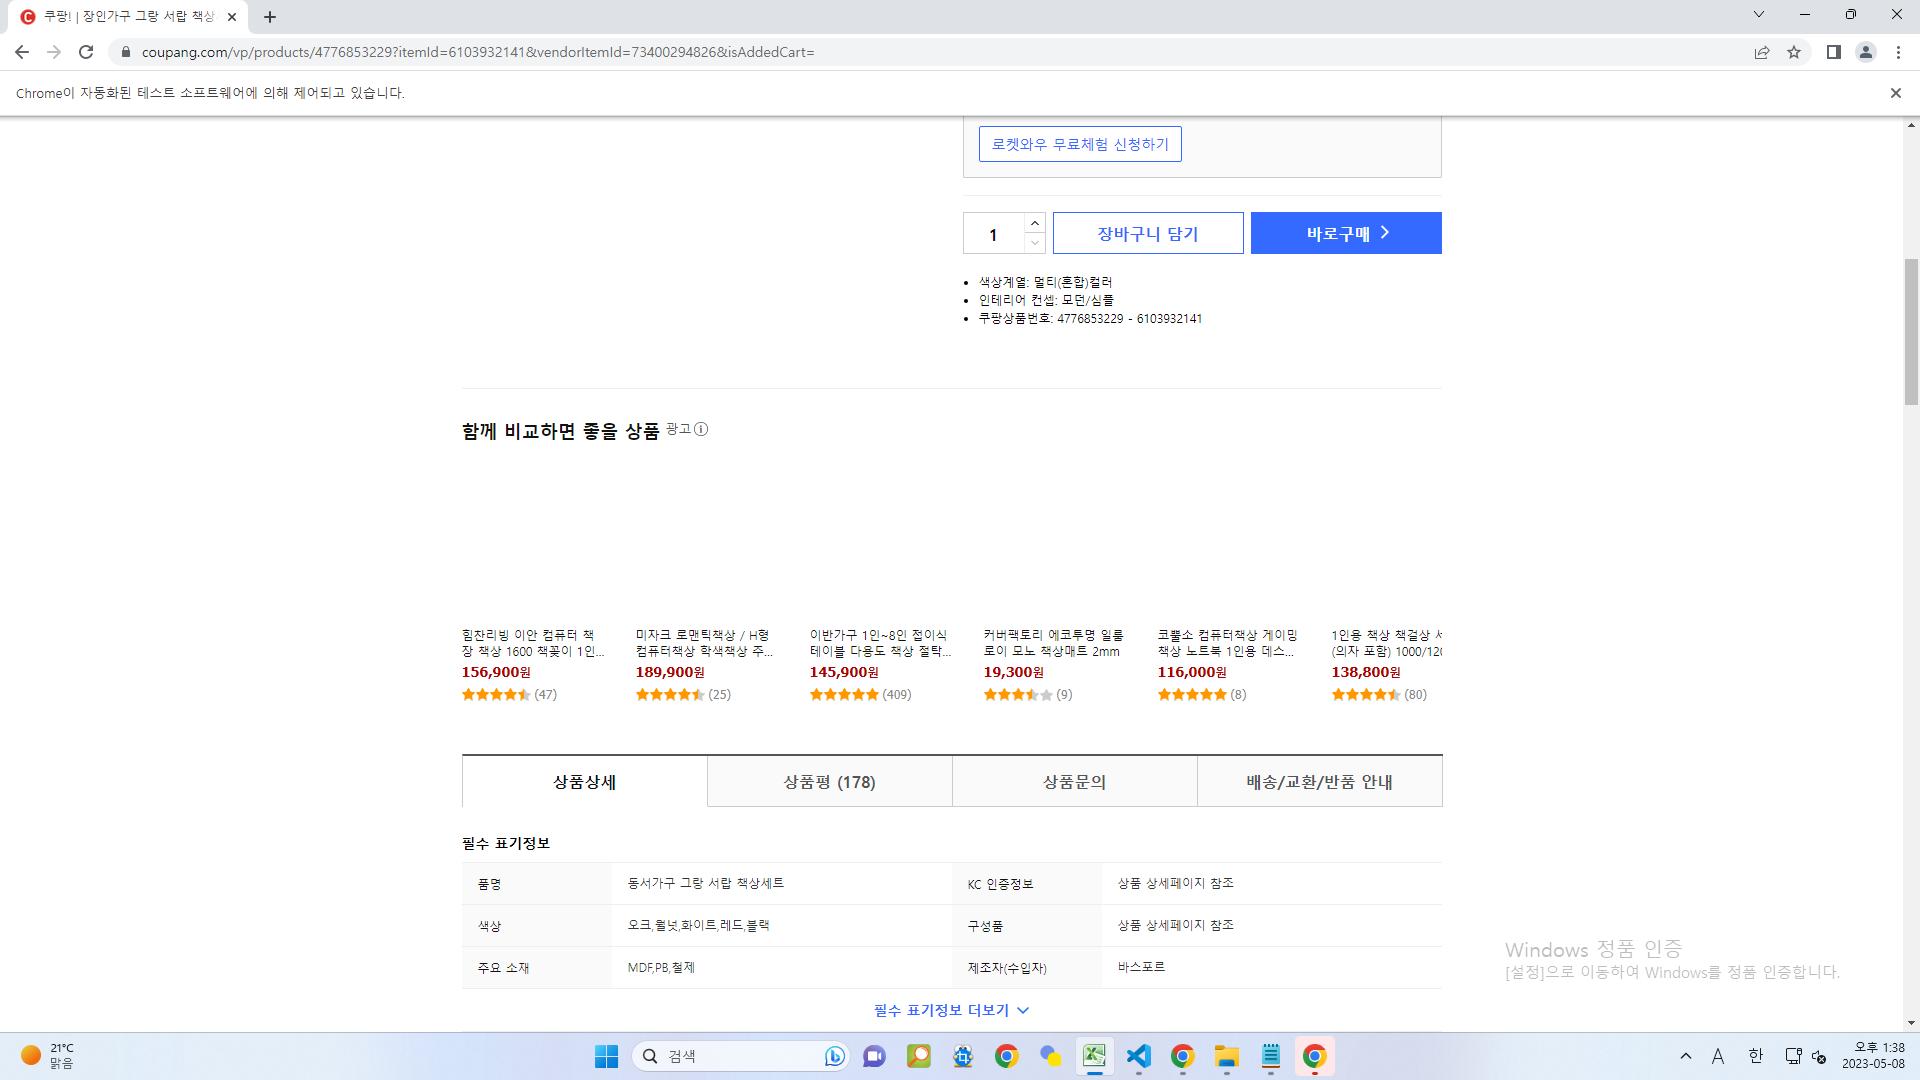 쿠팡! | 장인가구 그랑 서랍 책상
coupang.com/vp/products/4776853229?itemId=6103932141&vendorItemId=73400294826&isAddedCart=
Chrome이 자동화된 테스트 소프트웨어에 의해 제어되고 있습니다.
로켓와우 무료체험 신청하기
1
장바구니 담기
바로구매
색상계열: 멀티(혼합)컬러
인테리어 컨셉: 모던/심플
쿠팡상품번호: 4776853229 - 6103932141
함께 비교하면 좋을 상품 광고
힘찬리빙 이안 컴퓨터 책
장 책상 1600 책꽂이 1인...
156,900원
(47)
미자크 로맨틱책상 / H형
컴퓨터책상 학색책상 주...
189,900원
(25)
이반가구 1인~8인 접이식
테이블 다용도 책상 절탁...
145,900원
(409)
커버팩토리 에코투명 일룸
로이 모노 책상매트 2mm
19,300원
(9)
코뿔소 컴퓨터책상 게이밍
책상 노트북 1인용 데스...
116,000원
(8)
1인용 책상 책걸상 서
(의자 포함) 1000/120
138,800원
(80)
상품상세
상품평 (178)
상품문의
배송/교환/반품 안내
필수 표기정보
품명
동서가구 그랑 서랍 책상세트
KC 인증정보
상품 상세페이지 참조
색상
오크,월넛,화이트,레드,블랙
구성품
상품 상세페이지 참조
주요 소재
MDF,PB,철제
제조자(수입자)
바스포르
필수 표기정보 더보기
Windows 정품 인증
[설정]으로 이동하여 Windows를 정품 인증합니다.
21°C
맑음
검색
A
한
오후 1:38
2023-05-08